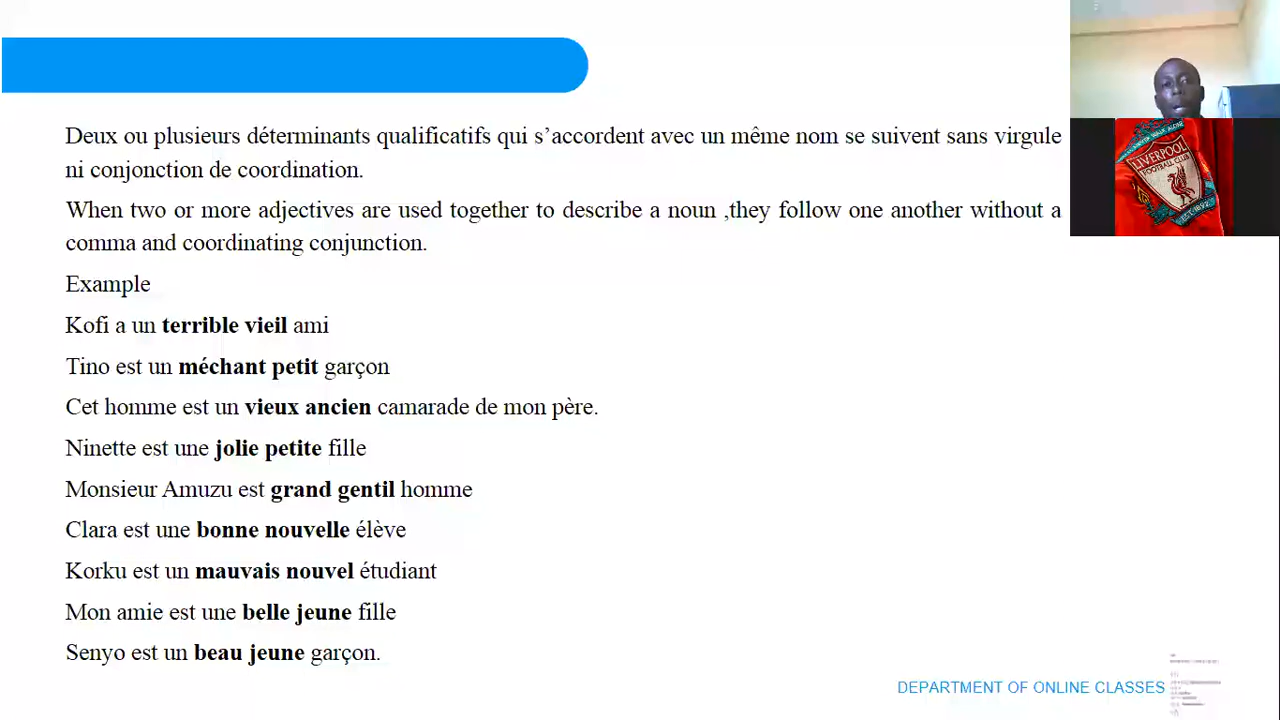 Deux ou plusieurs déterminants qualificatifs qui s’accordent avec un même nom se suivent sans virgule
ni conjonction de coordination.
When two or more adjectives are used together to describe a noun ,they follow one another without a
comma and coordinating conjunction.
Example
Kofi a un terrible vieil ami
Tino est un méchant petit garçon
Cet homme est un vieux ancien camarade de mon père.
Ninette est une jolie petite fille
Monsieur Amuzu est grand gentil homme
Clara est une bonne nouvelle élève
Korku est un mauvais nouvel étudiant
Mon amie est une belle jeune fille
Senyo est un beau jeune garçon.
DEPARTMENT OF ONLINE CLASSES
LIVERPOOL
FOOTBALL CLUB
EST·1892